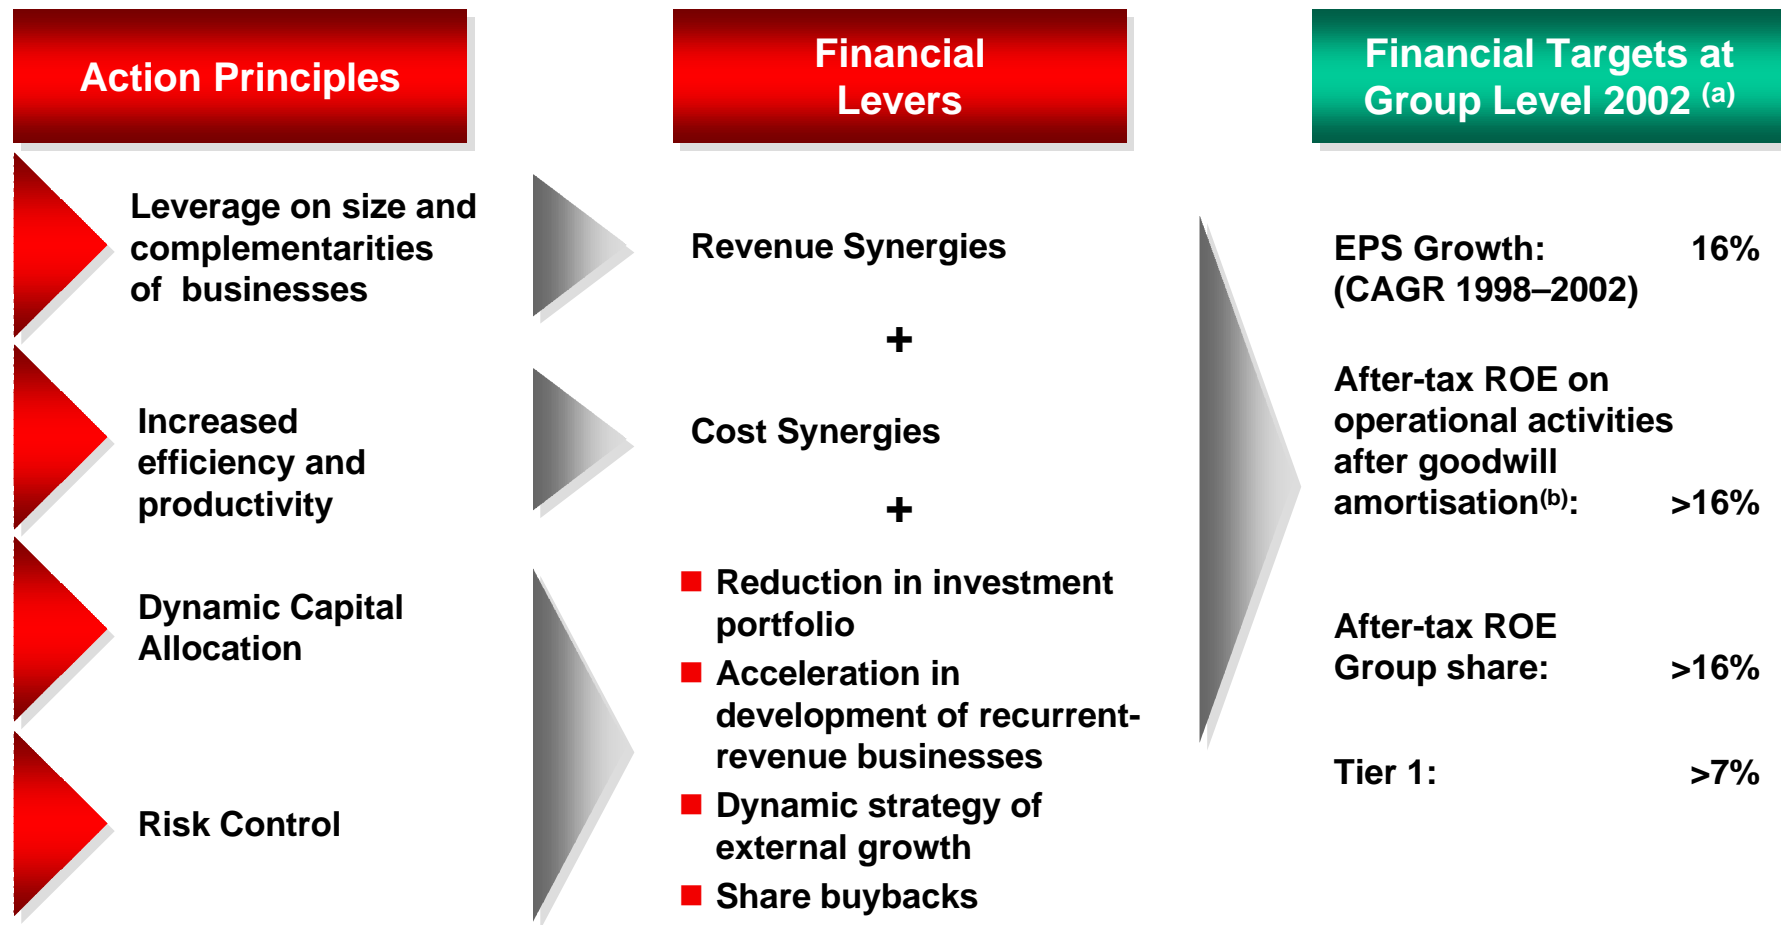 Action Principles
Leverage on size and
complementarities
of  businesses
Increased
efficiency and
productivity
Dynamic Capital
Allocation
Risk Control
Financial
Levers
Revenue Synergies
+
Cost Synergies
+
Reduction in investment
portfolio
Acceleration in
development of recurrent-
revenue businesses
Dynamic strategy of
external growth
Share buybacks
Financial Targets at
Group Level 2002 (a)
EPS Growth: 16%
(CAGR 1998–2002)
After-tax ROE on
operational activities
after goodwill
amortisation(b): >16%
After-tax ROE
Group share: >16%
Tier 1: >7%